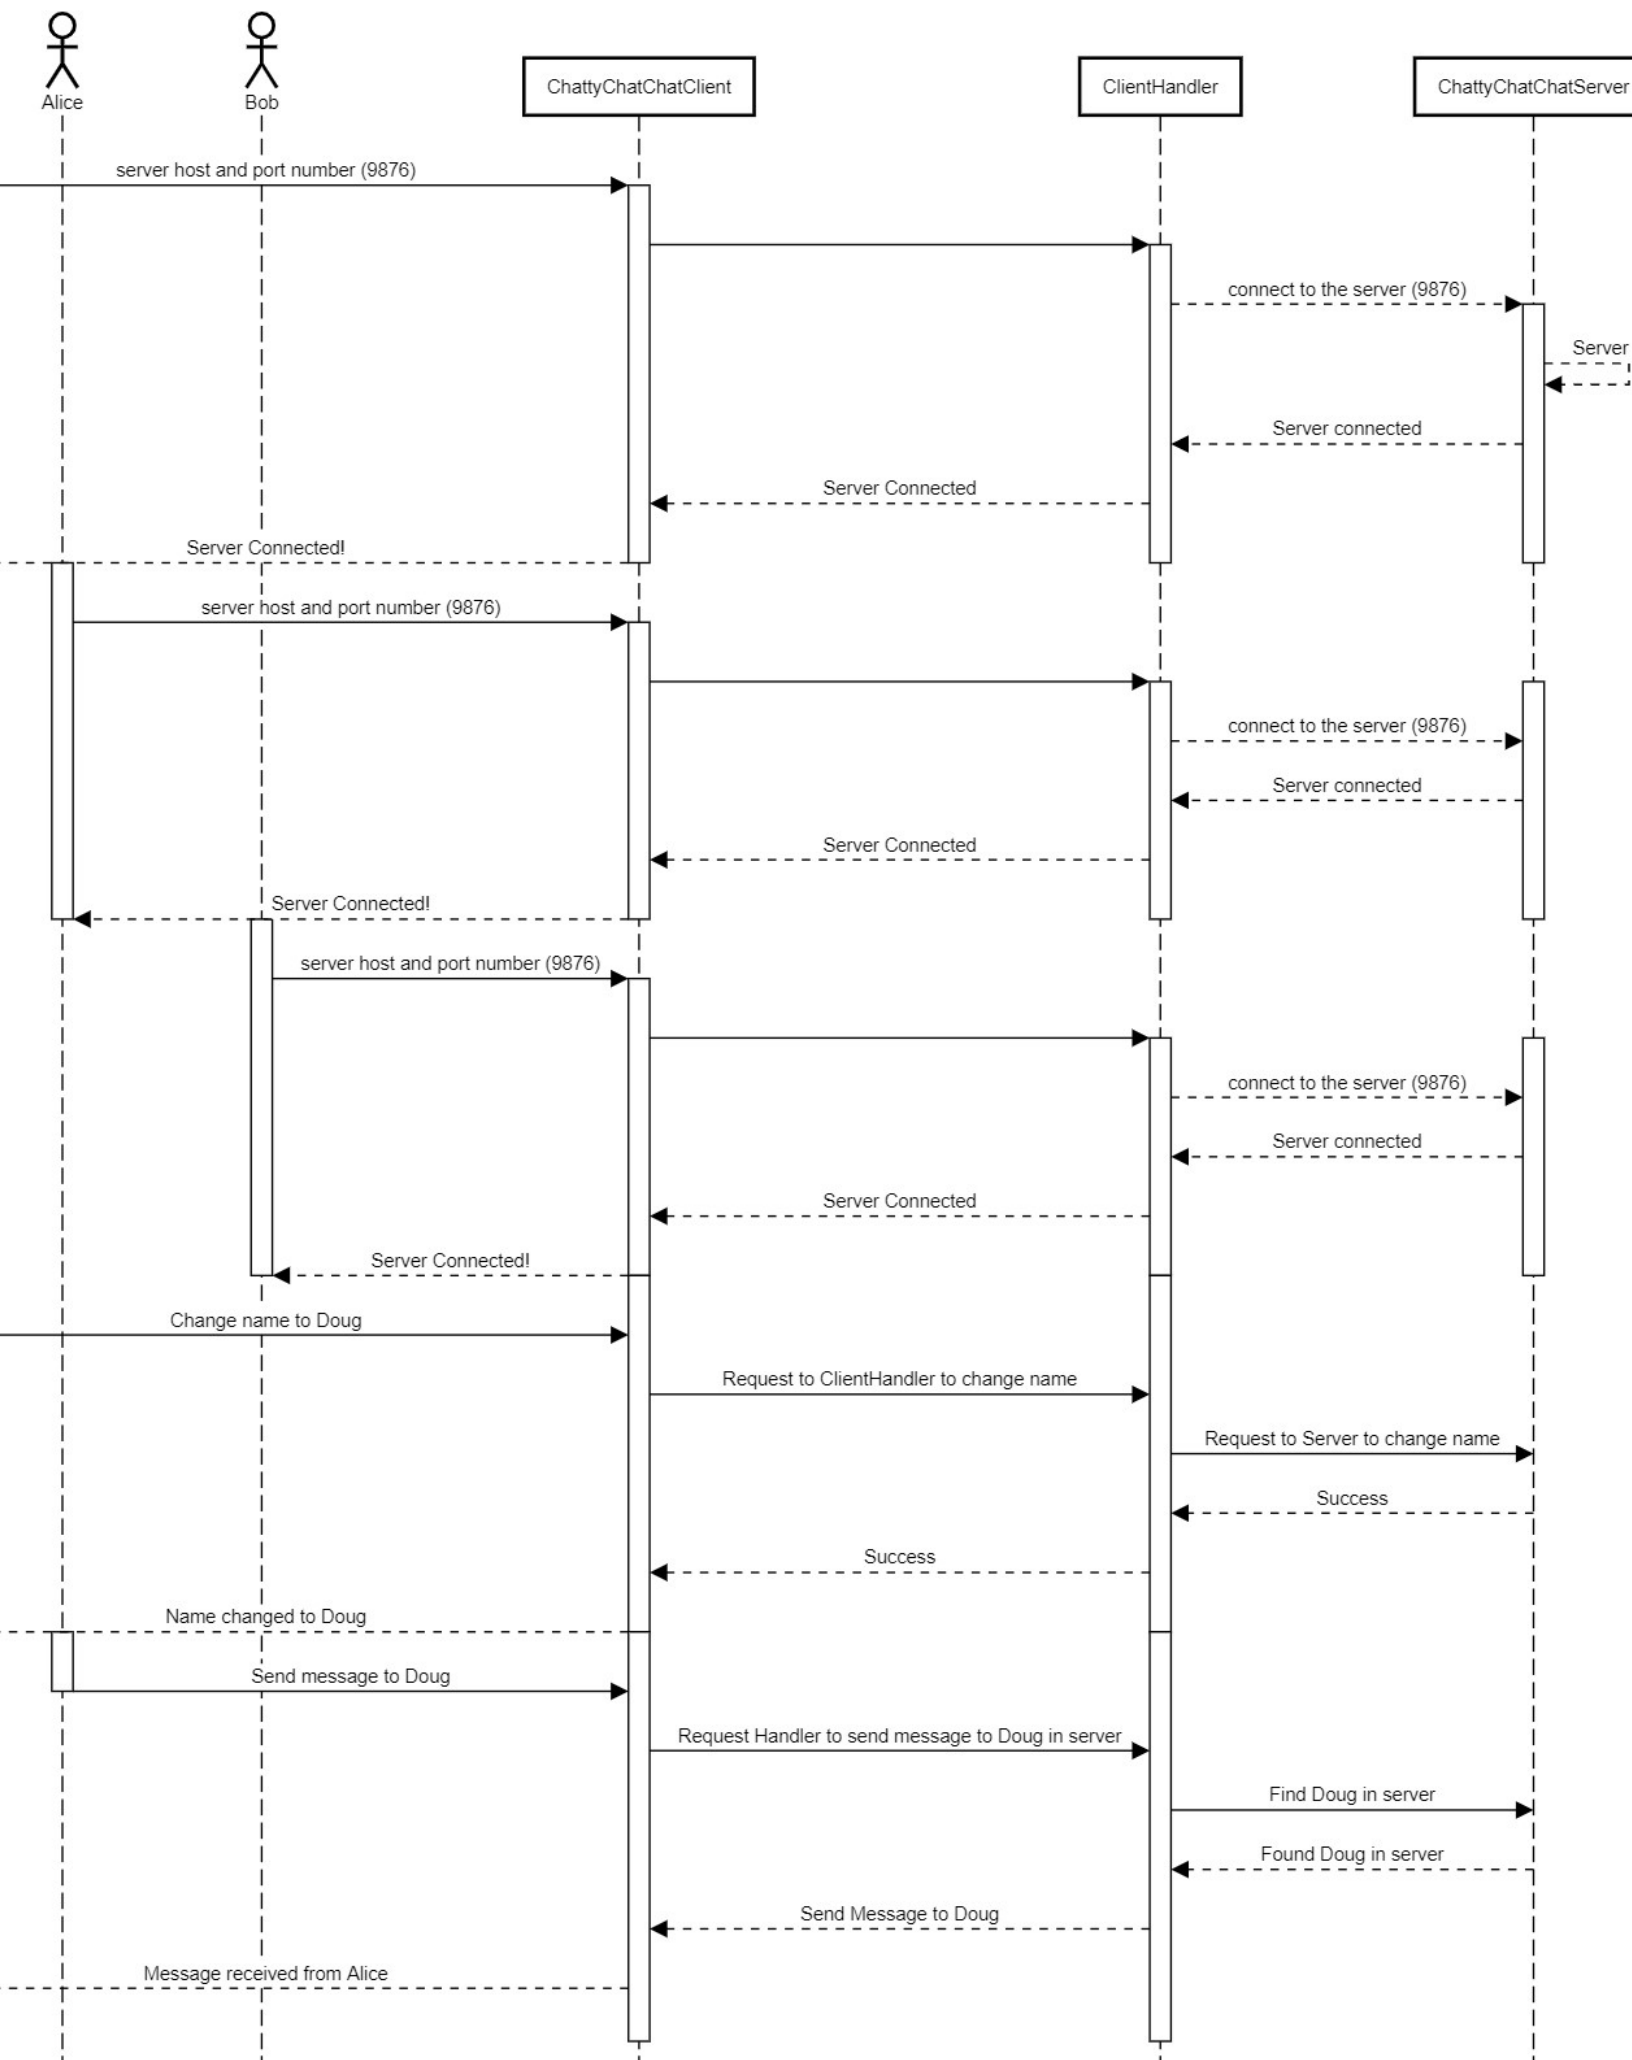 Alice
Bob
ChattyChatChatClient
ClientHandler
ChattyChatChatServer
server host and port number (9876)
connect to the server (9876)
Server
Server connected
Server Connected
Server Connected!
server host and port number (9876)
connect to the server (9876)
Server connected
Server Connected
Server Connected!
server host and port number (9876)
connect to the server (9876)
Server connected
Server Connected
Server Connected!
Change name to Doug
Request to ClientHandler to change name
Request to Server to change name
Success
Success
Name changed to Doug
Send message to Doug
Request Handler to send message to Doug in server
Find Doug in server
Found Doug in server
Send Message to Doug
Message received from Alice